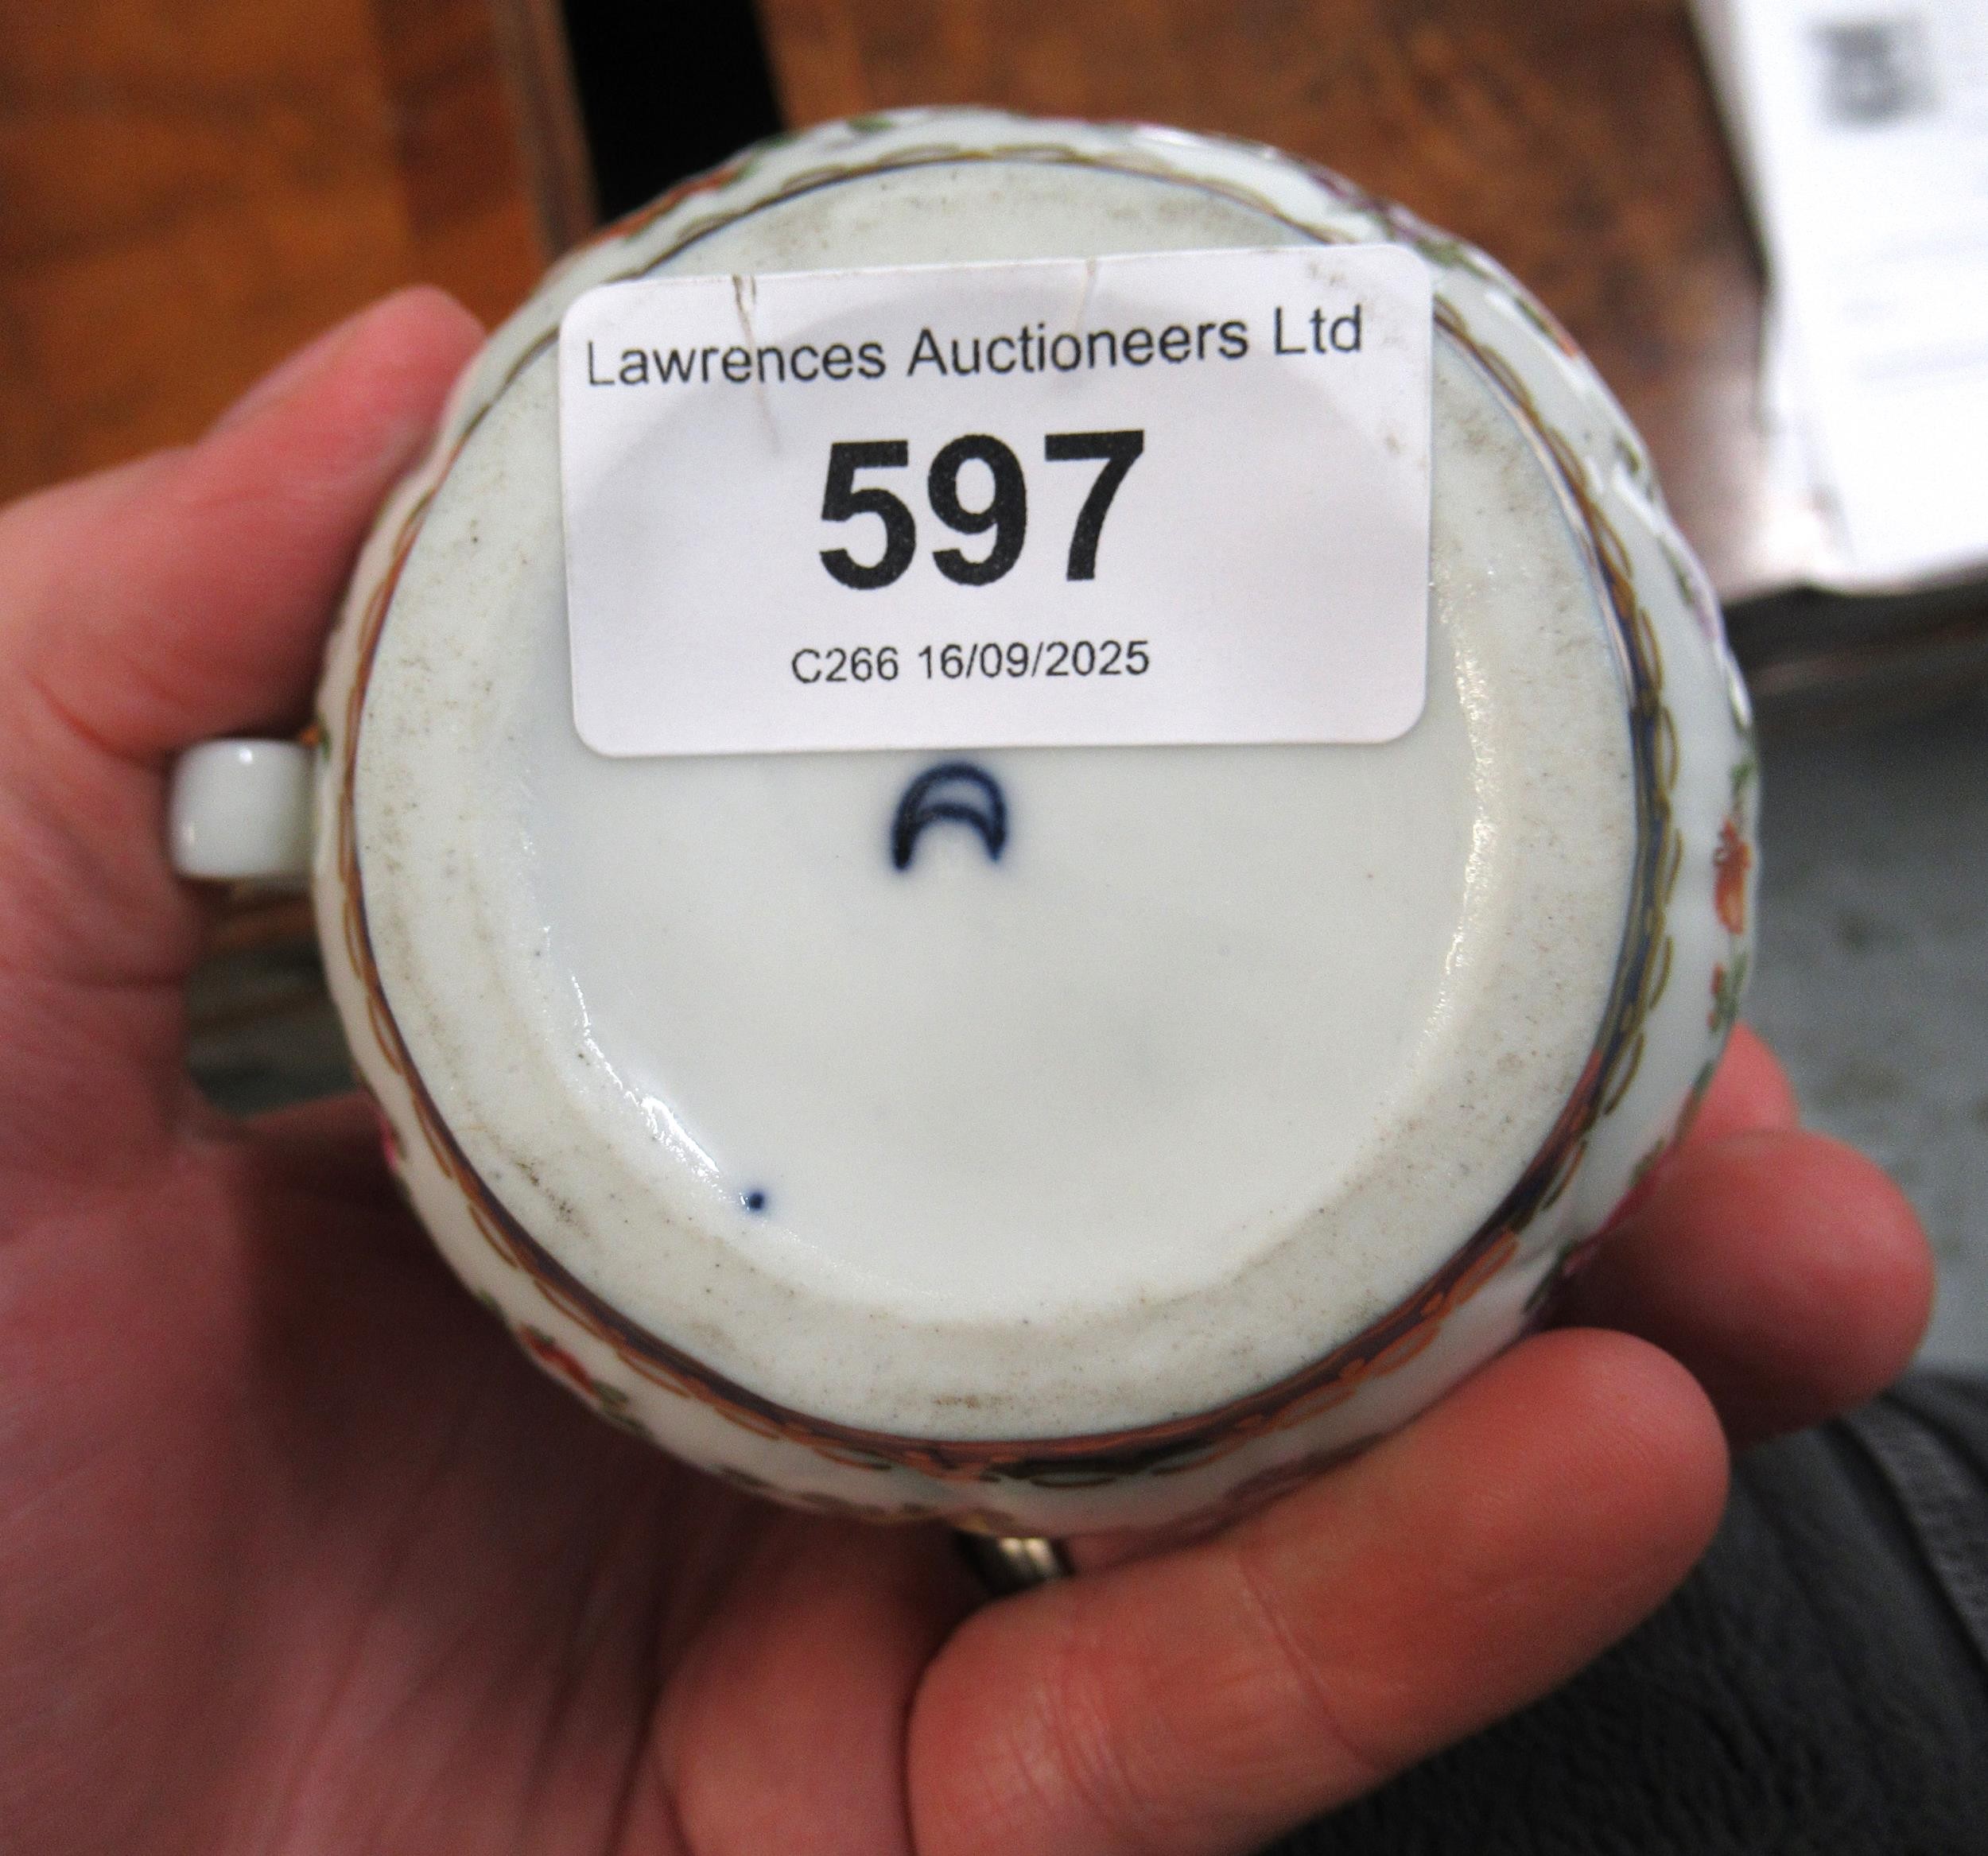 Lawrences Auctioneers Ltd
597
C266 16/09/2025